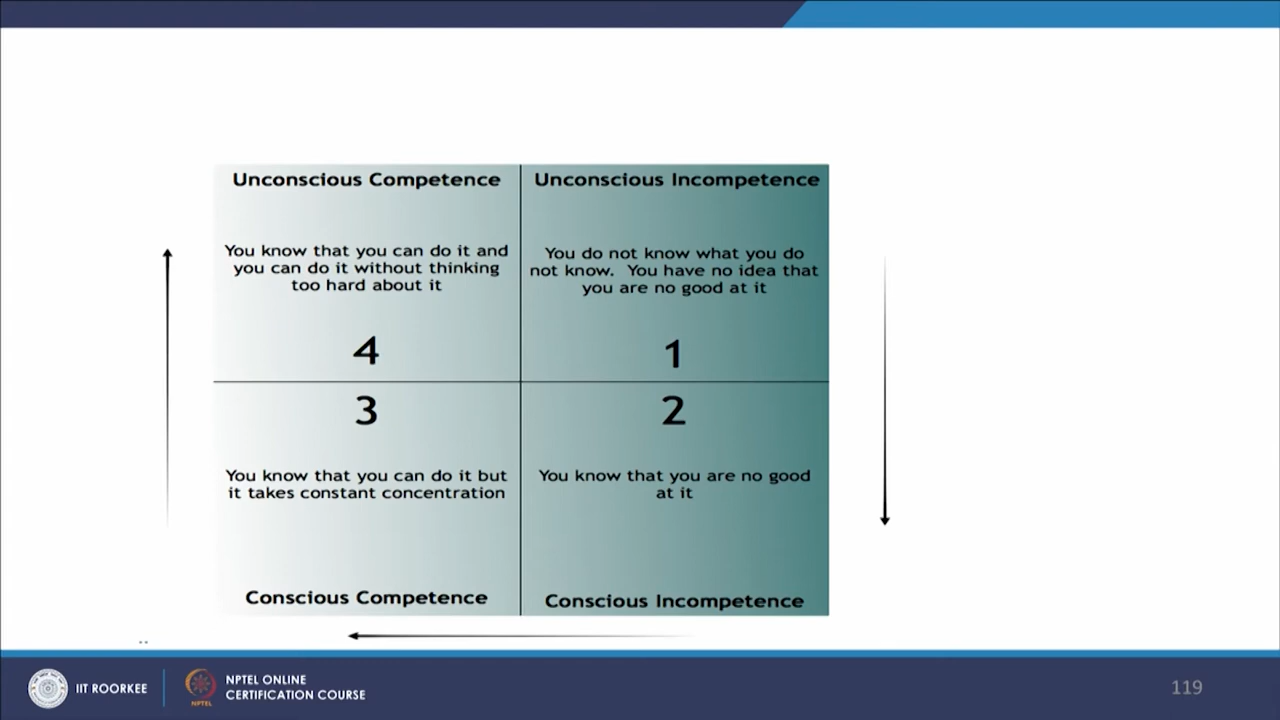 Unconscious Competence
You know that you can do it and
you can do it without thinking
too hard about it
4
Unconscious Incompetence
You do not know what you do
not know. You have no idea that
you are no good at it
1
3
You know that you can do it but
it takes constant concentration
Conscious Competence
2
You know that you are no good
at it
Conscious Incompetence
..
IIT ROORKEE
NPTEL
NPTEL ONLINE
CERTIFICATION COURSE
119